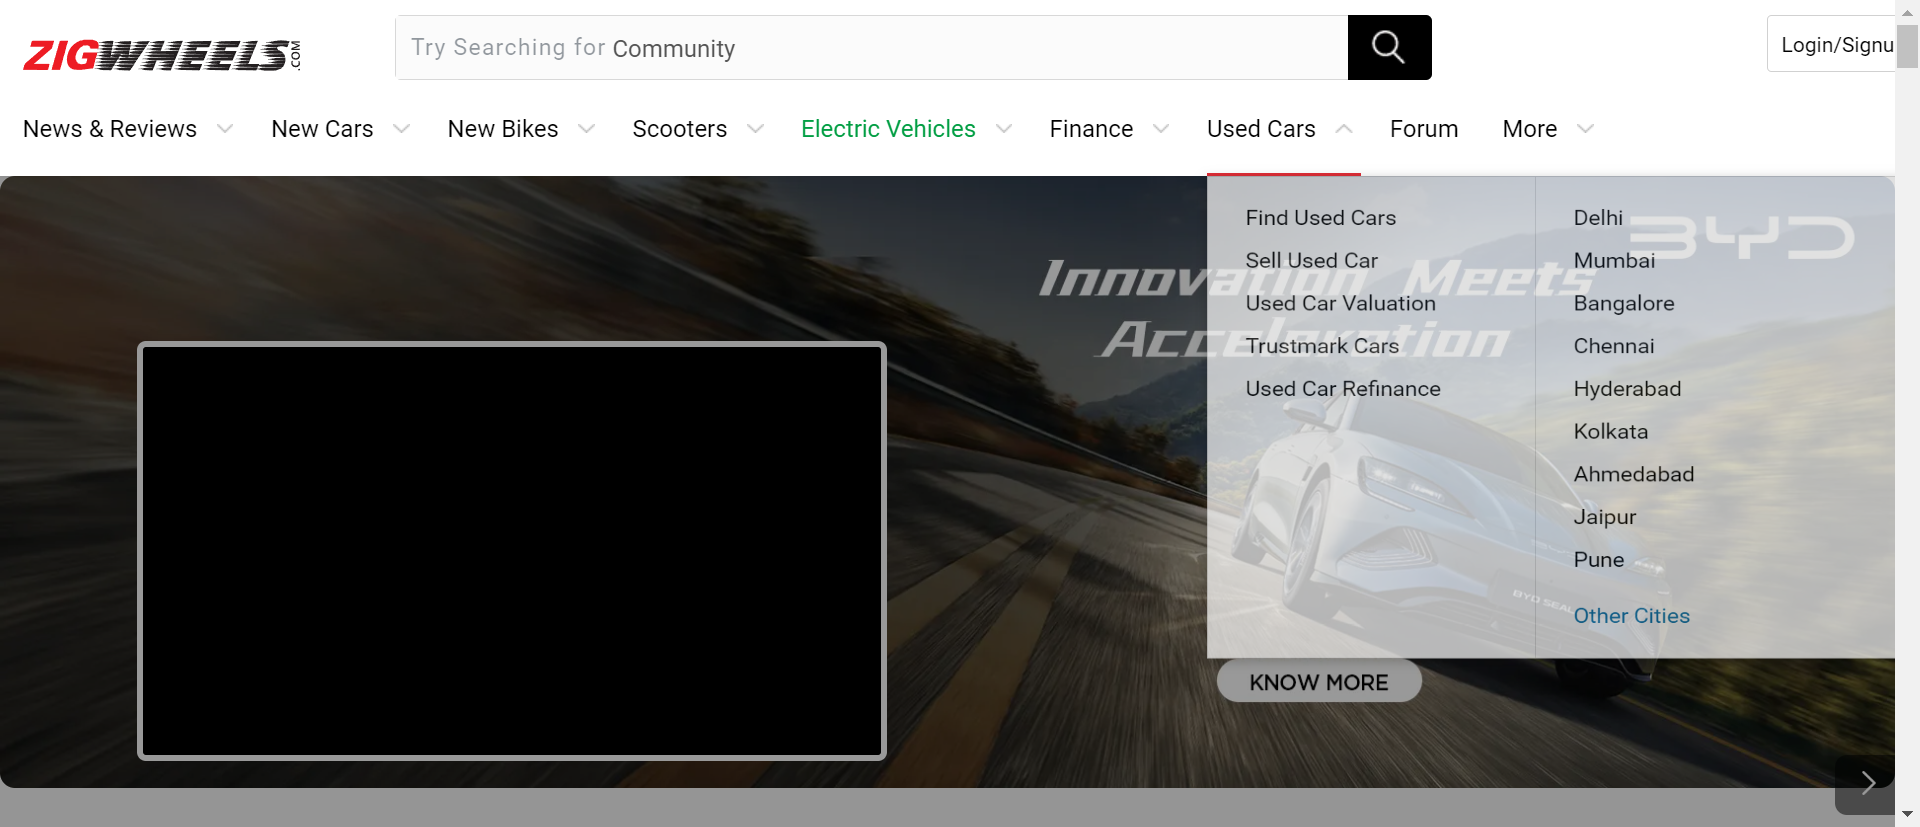 ZIGWHEELS.COM
Try Searching for Community
Login/Signu
News & Reviews
New Cars
New Bikes
Scooters
Electric Vehicles
Finance
Used Cars
Forum
More
Find Used Cars
Sell Used Car
Used Car Valuation
Trustmark Cars
Used Car Refinance
Delhi
Mumbai
Bangalore
Chennai
Hyderabad
Kolkata
Ahmedabad
Jaipur
Pune
Other Cities
BYD
Innovation Meets
Acceleration
BYD SEAL
KNOW MORE